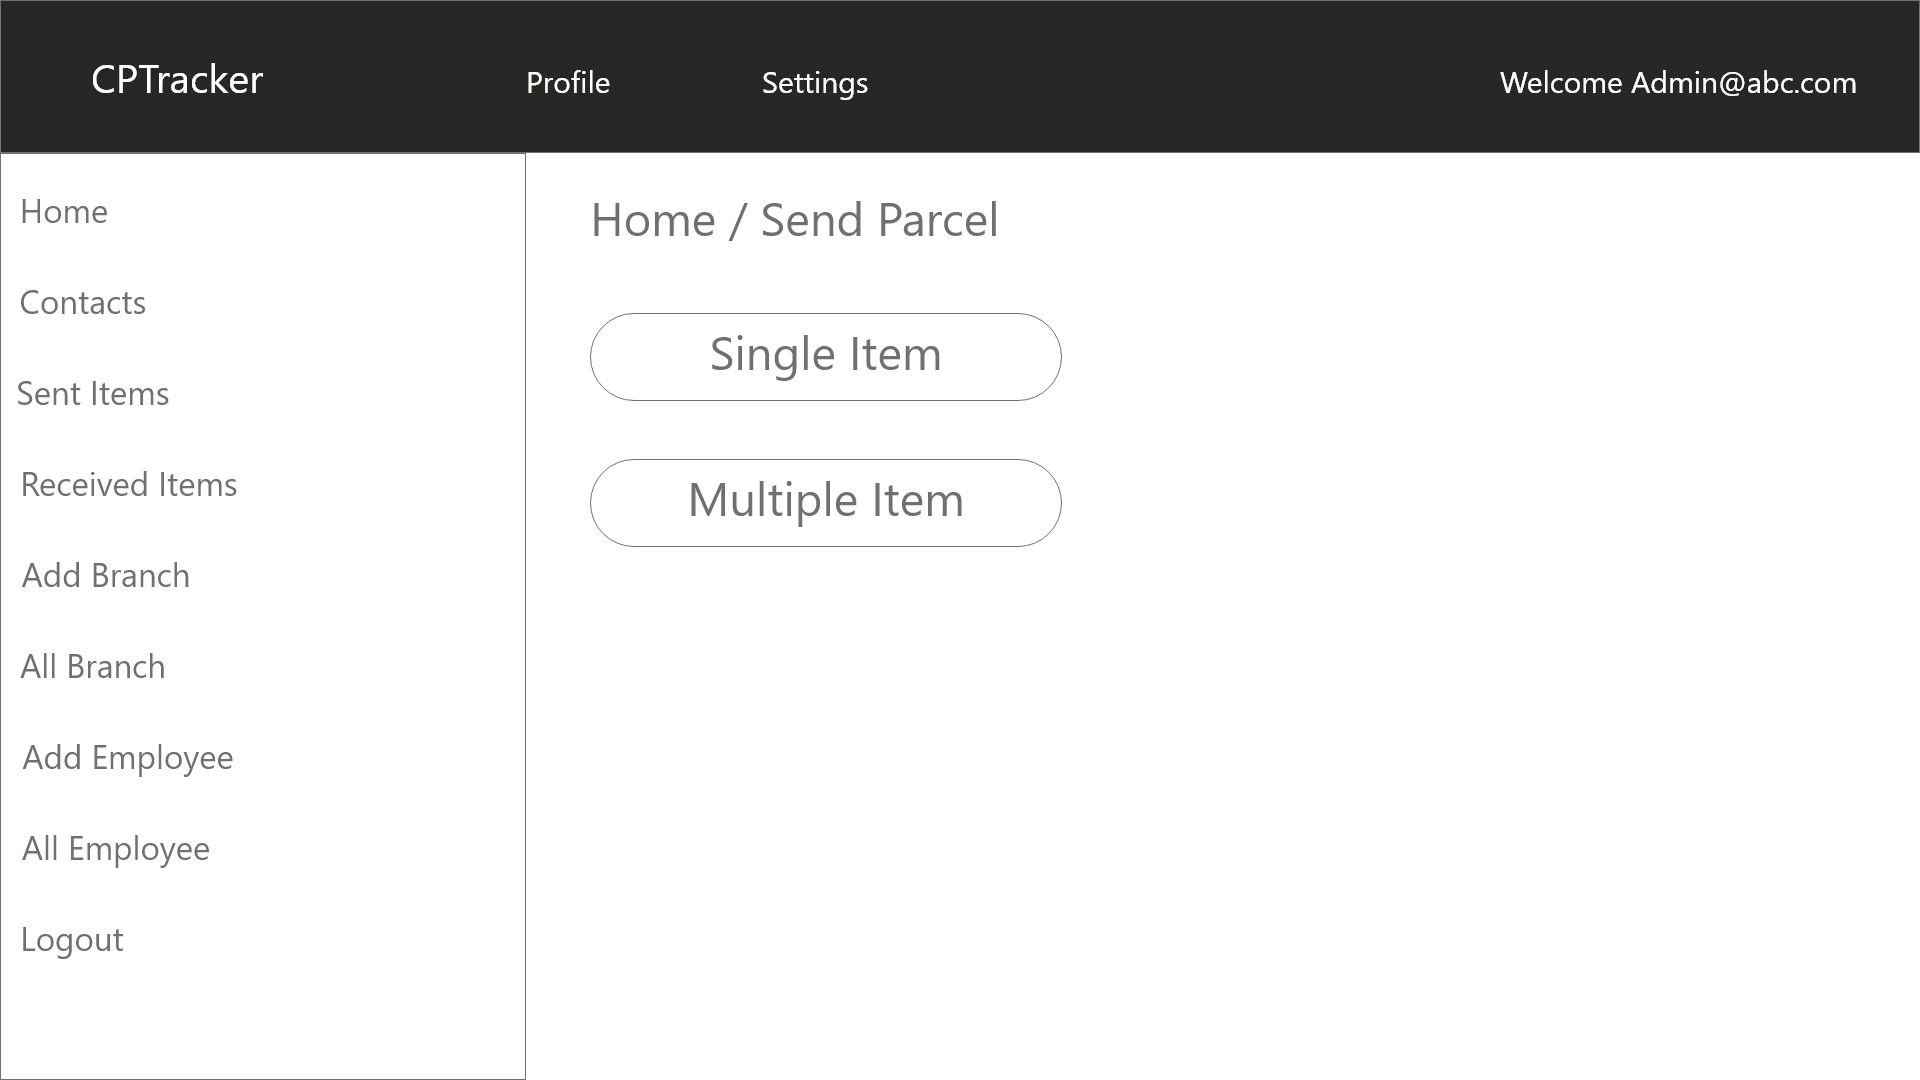 CPTracker Profile Settings Welcome Admin@abc.com
Home
Contacts
Sent Items
Received Items
Add Branch
All Branch
Add Employee
All Employee
Logout
Home / Send Parcel
Single Item
Multiple Item